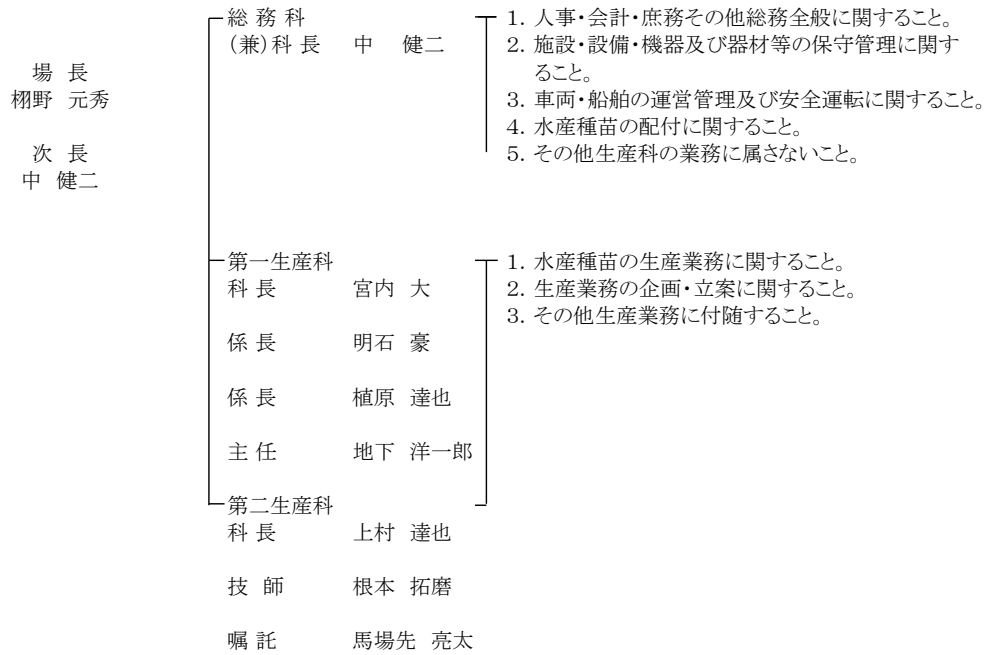 場 長
栩野 元秀
次 長
中 健二
総 務 科
(兼)科 長 中 健二
1. 人事・会計・庶務その他総務全般に関すること。
2. 施設・設備・機器及び器材等の保守管理に関す
ること。
3. 車両・船舶の運営管理及び安全運転に関すること。
4. 水産種苗の配付に関すること。
5. その他生産科の業務に属さないこと。
第一生産科
科 長 宮内 大
係 長 明石 豪
係 長 植原 達也
主 任 地下 洋一郎
1. 水産種苗の生産業務に関すること。
2. 生産業務の企画・立案に関すること。
3. その他生産業務に付随すること。
第二生産科
科 長 上村 達也
技 師 根本 拓磨
嘱 託 馬場先 亮太